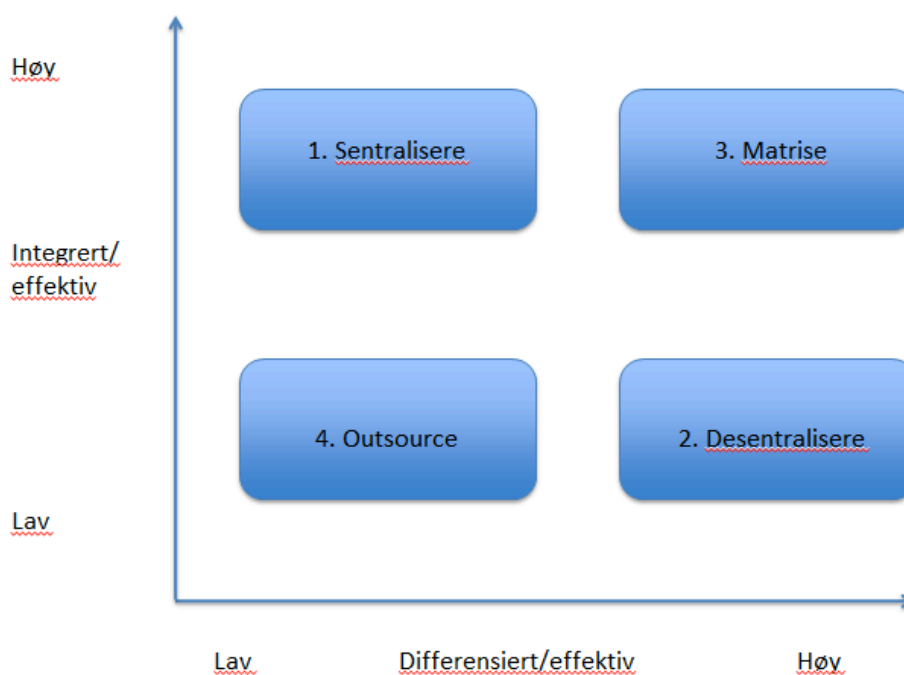 Høy
1. Sentralisere
3. Matrise
Integrert/
effektiv
4. Outsource
2. Desentralisere
Lav
Lav
Differensiert/effektiv
Høy